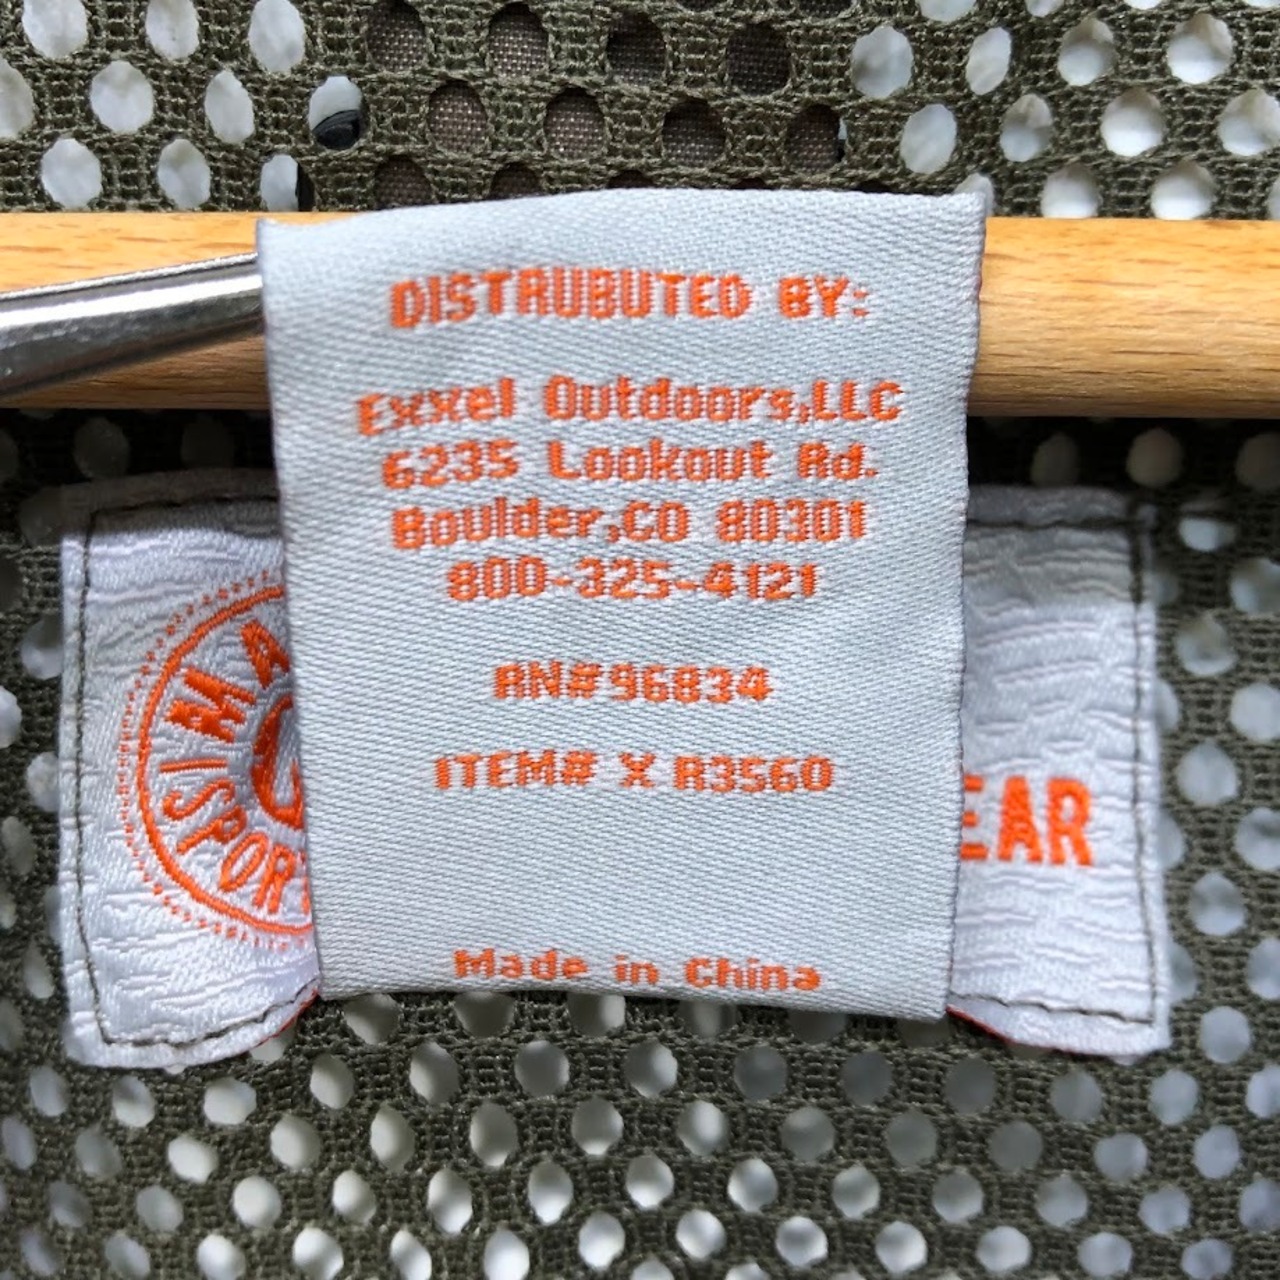 DISTRUBUTED BY:
Exxel Outdoors,LLC
6235 Lookout Rd.
Boulder,CO 80301
800-325-4121
RN#96834
ITEM# X R3560
Made in China